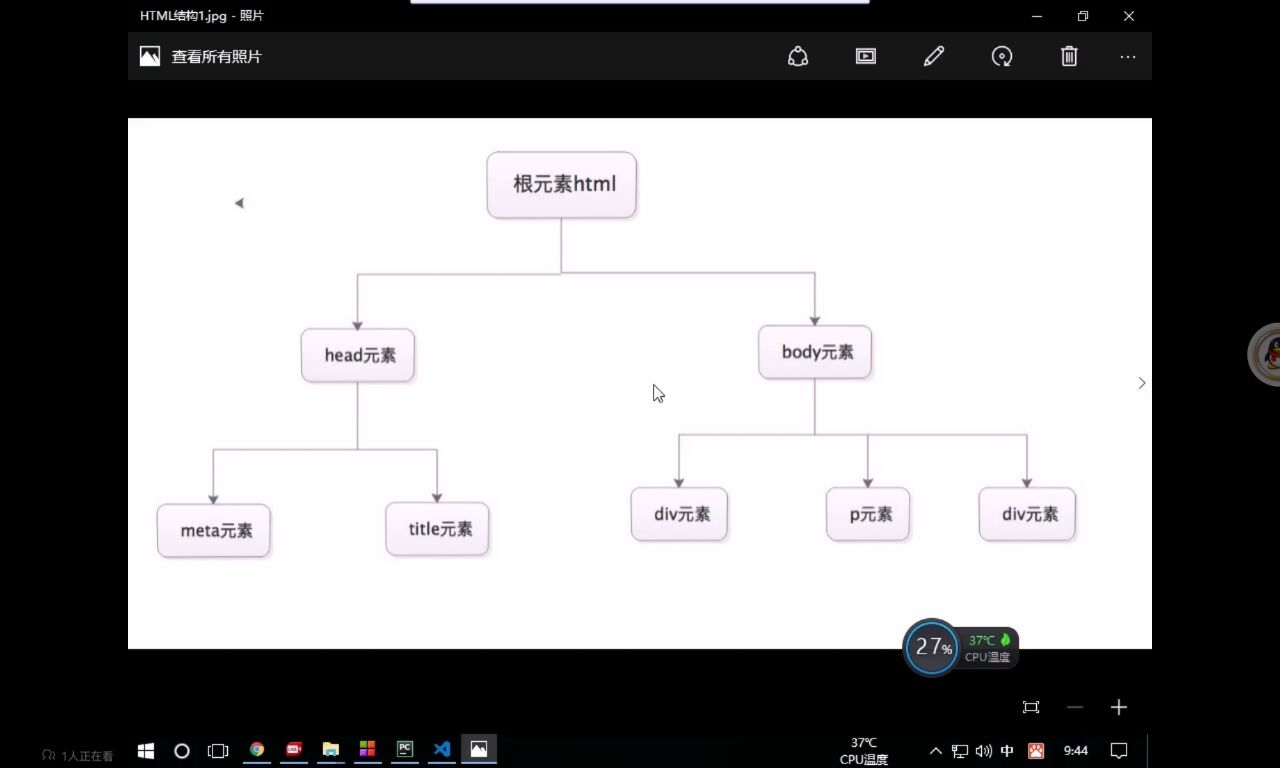 HTML结构1.jpg - 照片
查看所有照片
根元素html
head元素
body元素
meta元素
title元素
div元素
p元素
div元素
27%
37℃
CPU温度
1人正在看
PC
37℃
CPU温度
中
9:44